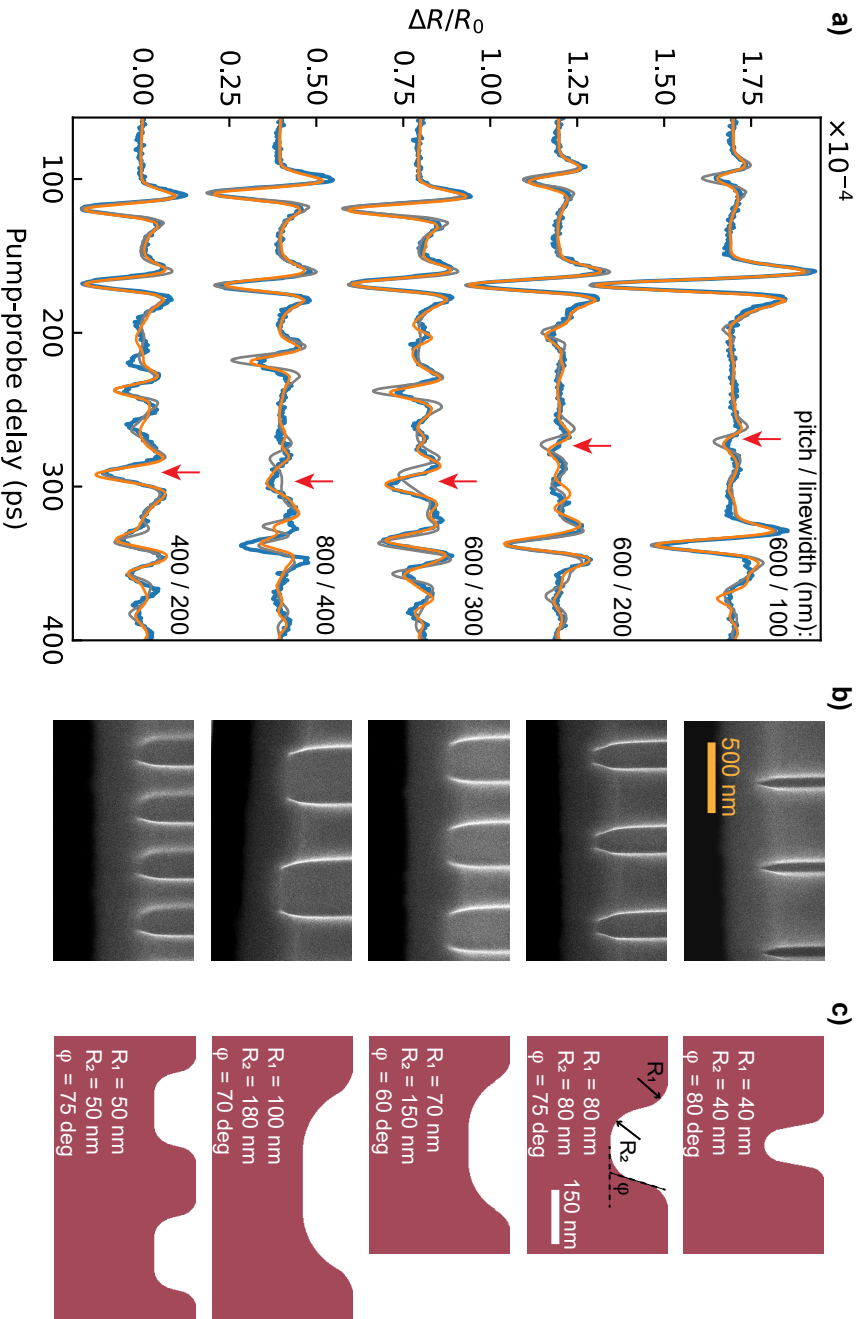 a)
ΔR/R₀
×10⁻⁴
1.75
1.50
1.25
1.00
0.75
0.50
0.25
0.00
pitch / linewidth (nm):
600 / 100
600 / 200
600 / 300
800 / 400
400 / 200
100
200
300
400
Pump-probe delay (ps)
b)
500 nm
c)
R₁ = 40 nm
R₂ = 40 nm
φ = 80 deg
R₁
R₂
φ
150 nm
R₁ = 80 nm
R₂ = 80 nm
φ = 75 deg
R₁ = 70 nm
R₂ = 150 nm
φ = 60 deg
R₁ = 100 nm
R₂ = 180 nm
φ = 70 deg
R₁ = 50 nm
R₂ = 50 nm
φ = 75 deg